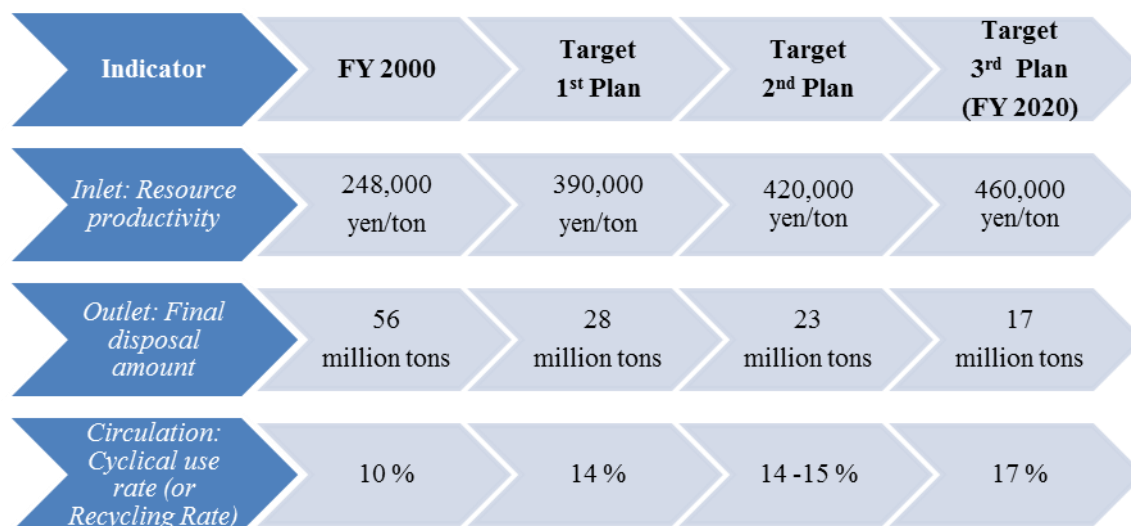 Indicator
FY 2000
Target
1st Plan
Target
2nd Plan
Target
3rd Plan
(FY 2020)
Inlet: Resource
productivity
248,000
yen/ton
390,000
yen/ton
420,000
yen/ton
460,000
yen/ton
Outlet: Final
disposal
amount
56
million tons
28
million tons
23
million tons
17
million tons
Circulation:
Cyclical use
rate (or
Recycling Rate)
10 %
14 %
14 -15 %
17 %